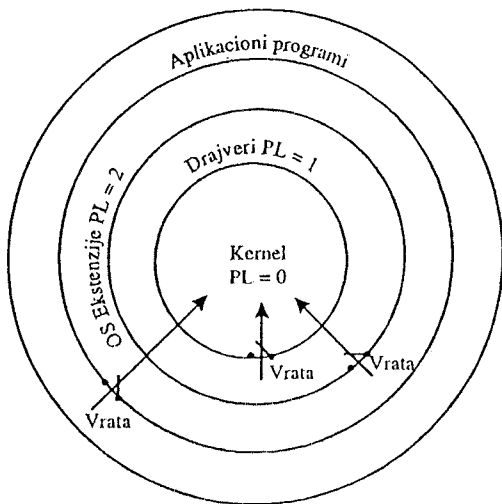 Aplikacioni programi
Drajveri PL = 1
OS Ekstenzije PL = 2
Kernel
PL = 0
Vrata
Vrata
Vrata